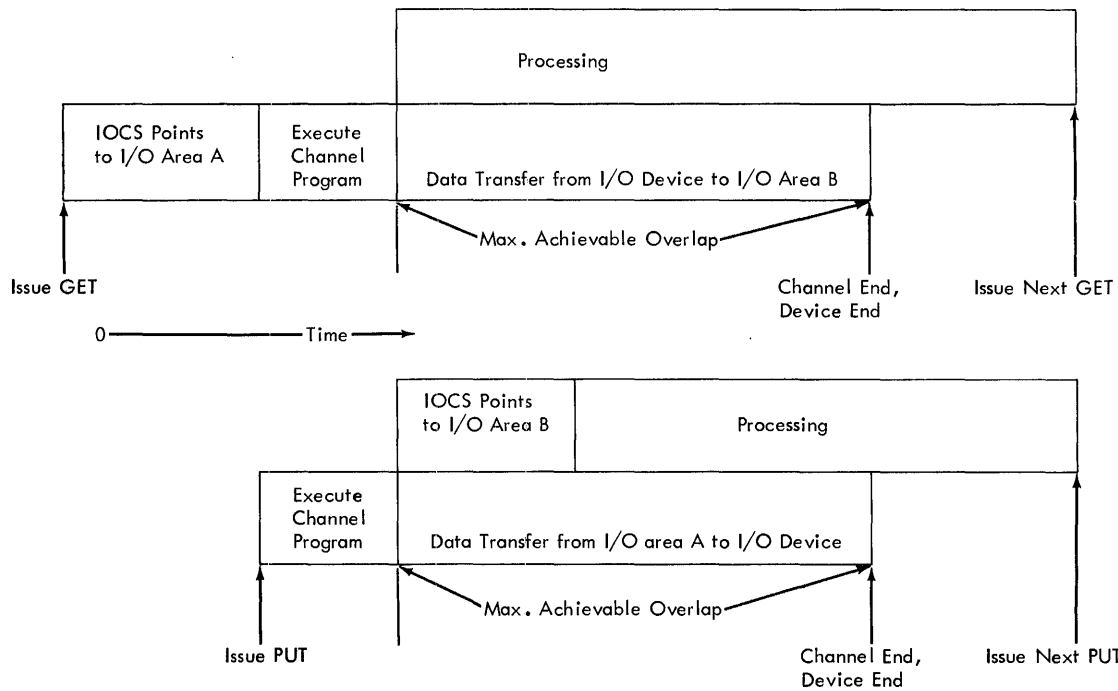 Processing
IOCS Points
to I/O Area A
Execute
Channel
Program
Data Transfer from I/O Device to I/O Area B
Max. Achievable Overlap
Issue GET
Channel End,
Device End
Issue Next GET
0
Time
IOCS Points
to I/O Area B
Processing
Execute
Channel
Program
Data Transfer from I/O area A to I/O Device
Max. Achievable Overlap
Issue PUT
Channel End,
Device End
Issue Next PUT